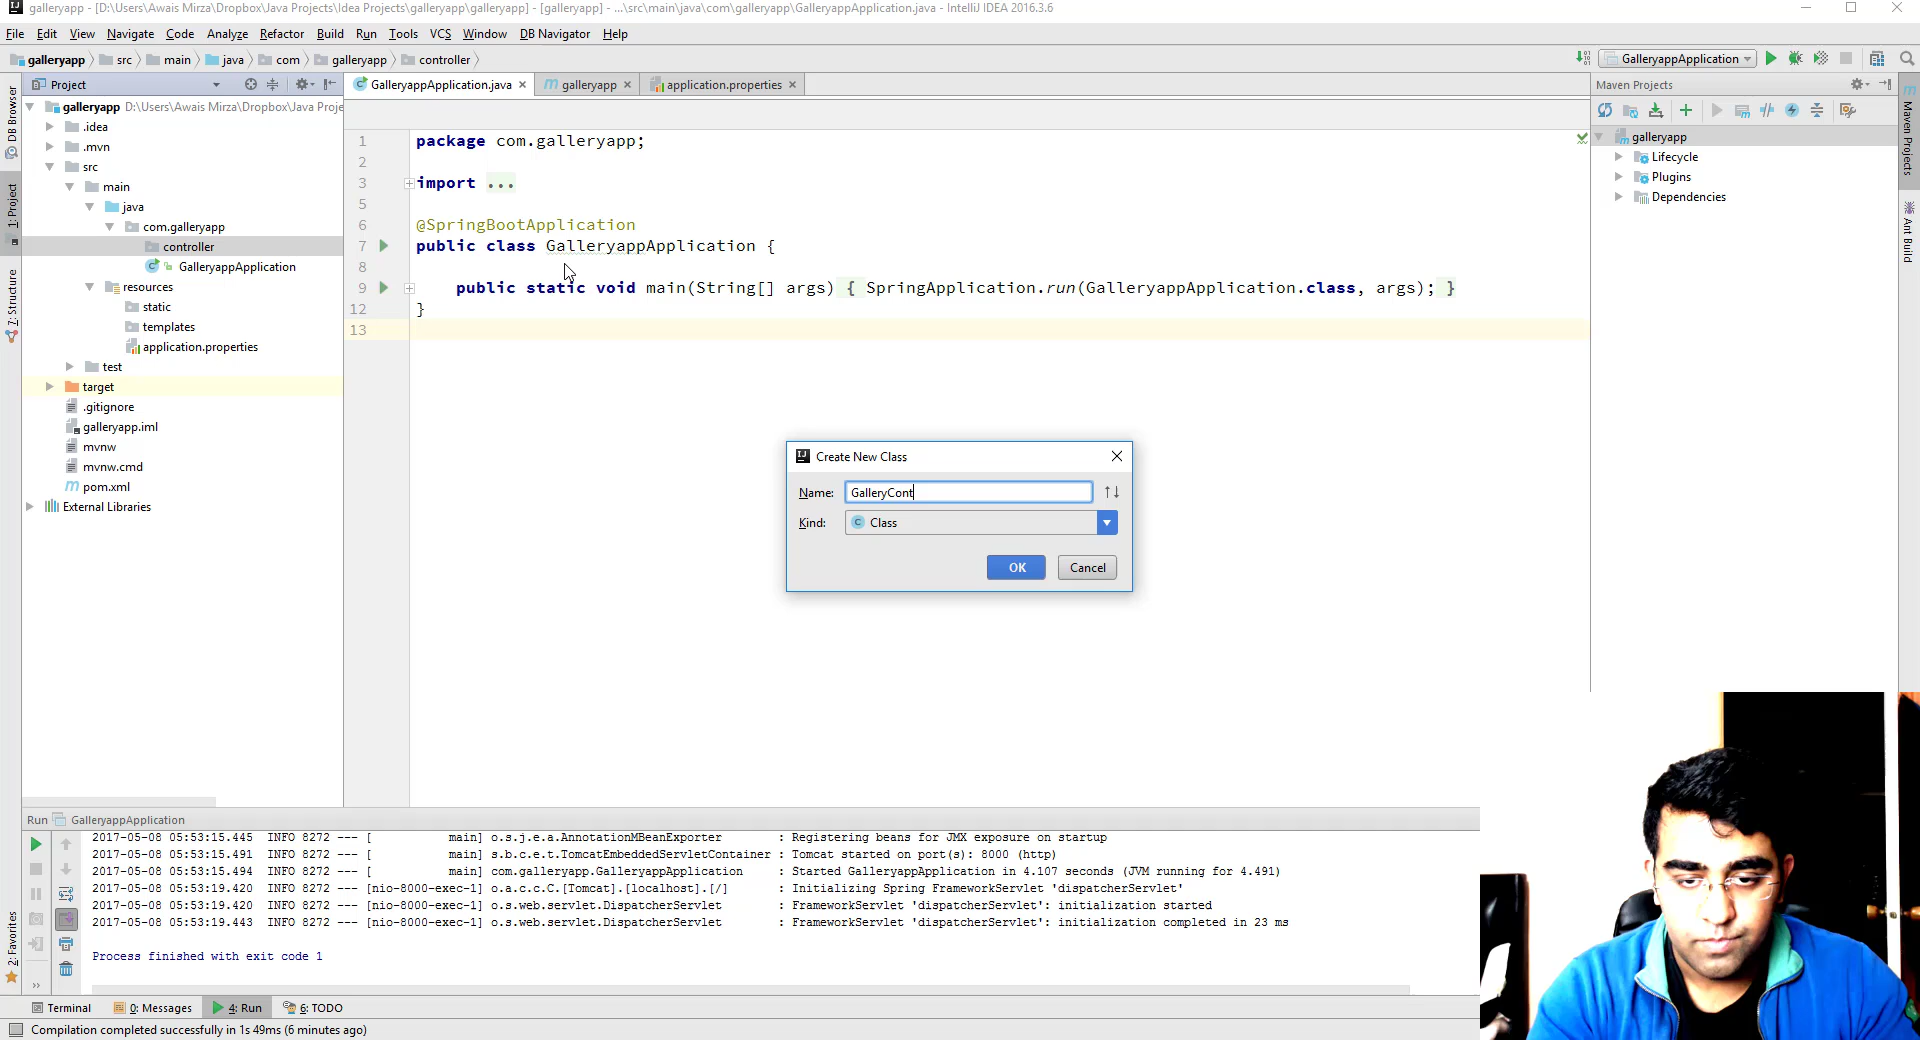 galleryapp - [D:\Users\Awais Mirza\Dropbox\Java Projects\Idea Projects\galleryapp\galleryapp] - [galleryapp] - ...\src\main\java\com\galleryapp\GalleryappApplication.java - IntelliJ IDEA 2016.3.6
File Edit View Navigate Code Analyze Refactor Build Run Tools VCS Window DB Navigator Help
galleryapp src main java com galleryapp controller
GalleryappApplication
Project
GalleryappApplication.java galleryapp application.properties
Maven Projects
galleryapp D:\Users\Awais Mirza\Dropbox\Java Proje
.idea
.mvn
src
main
java
com.galleryapp
controller
GalleryappApplication
resources
static
templates
application.properties
test
target
.gitignore
galleryapp.iml
mvnw
mvnw.cmd
pom.xml
External Libraries
1 package com.galleryapp;
2
3 import ...
5
6 @SpringBootApplication
7 public class GalleryappApplication {
8
9 public static void main(String[] args) { SpringApplication.run(GalleryappApplication.class, args); }
12 }
13
galleryapp
Lifecycle
Plugins
Dependencies
DB Browser
1: Project
7: Structure
2: Favorites
Maven Projects
Ant Build
Create New Class
Name: GalleryCont
Kind: Class
OK Cancel
Run GalleryappApplication
2017-05-08 05:53:15.445 INFO 8272 --- [ main] o.s.j.e.a.AnnotationMBeanExporter : Registering beans for JMX exposure on startup
2017-05-08 05:53:15.491 INFO 8272 --- [ main] s.b.c.e.t.TomcatEmbeddedServletContainer : Tomcat started on port(s): 8000 (http)
2017-05-08 05:53:15.494 INFO 8272 --- [ main] com.galleryapp.GalleryappApplication : Started GalleryappApplication in 4.107 seconds (JVM running for 4.491)
2017-05-08 05:53:19.420 INFO 8272 --- [nio-8000-exec-1] o.a.c.c.C.[Tomcat].[localhost].[/] : Initializing Spring FrameworkServlet 'dispatcherServlet'
2017-05-08 05:53:19.420 INFO 8272 --- [nio-8000-exec-1] o.s.web.servlet.DispatcherServlet : FrameworkServlet 'dispatcherServlet': initialization started
2017-05-08 05:53:19.443 INFO 8272 --- [nio-8000-exec-1] o.s.web.servlet.DispatcherServlet : FrameworkServlet 'dispatcherServlet': initialization completed in 23 ms
Process finished with exit code 1
Terminal 0: Messages 4: Run 6: TODO
Compilation completed successfully in 1s 49ms (6 minutes ago)